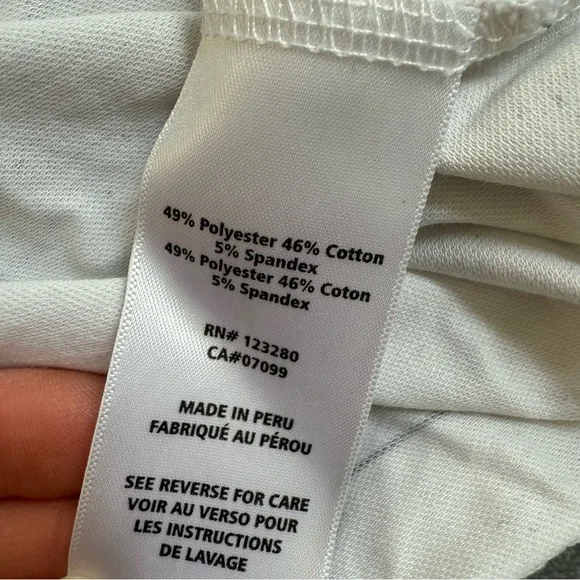 49% Polyester 46% Cotton
5% Spandex
49% Polyester 46% Coton
5% Spandex
RN# 123280
CA#07099
MADE IN PERU
FABRIQUÉ AU PÉROU
SEE REVERSE FOR CARE
VOIR AU VERSO POUR
LES INSTRUCTIONS
DE LAVAGE